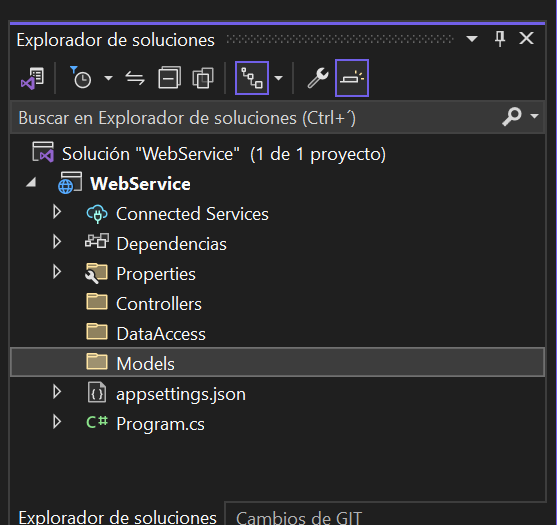 Explorador de soluciones
Buscar en Explorador de soluciones (Ctrl+´)
Solución "WebService" (1 de 1 proyecto)
WebService
Connected Services
Dependencias
Properties
Controllers
DataAccess
Models
appsettings.json
C# Program.cs
Explorador de soluciones Cambios de GIT